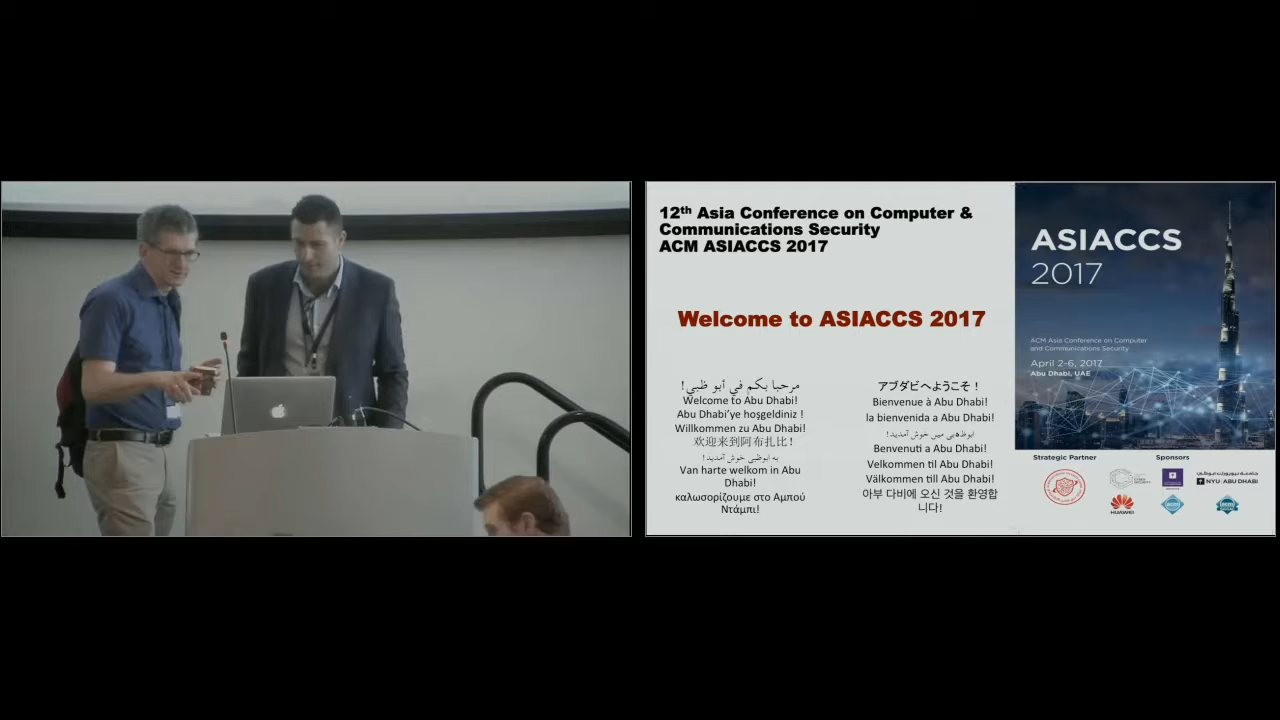 12th Asia Conference on Computer &
Communications Security
ACM ASIACCS 2017
Welcome to ASIACCS 2017
مرحبا بكم في أبو ظبي!
Welcome to Abu Dhabi!
Abu Dhabi'ye hoşgeldiniz !
Willkommen zu Abu Dhabi!
欢迎来到阿布扎比!
به ابوظبی خوش آمدید!
Van harte welkom in Abu
Dhabi!
καλωσορίζουμε στο Αμπού
Ντάμπι!
アブダビへようこそ!
Bienvenue à Abu Dhabi!
la bienvenida a Abu Dhabi!
ابوظہبی میں خوش آمدید!
Benvenuti a Abu Dhabi!
Velkommen til Abu Dhabi!
Välkommen till Abu Dhabi!
아부 다비에 오신 것을 환영합
니다!
ASIACCS
2017
ACM Asia Conference on Computer
and Communications Security
April 2-6, 2017
Abu Dhabi, UAE
Strategic Partner
Sponsors
جامعة نيويورك أبوظبي
NYU ABU DHABI
HUAWEI